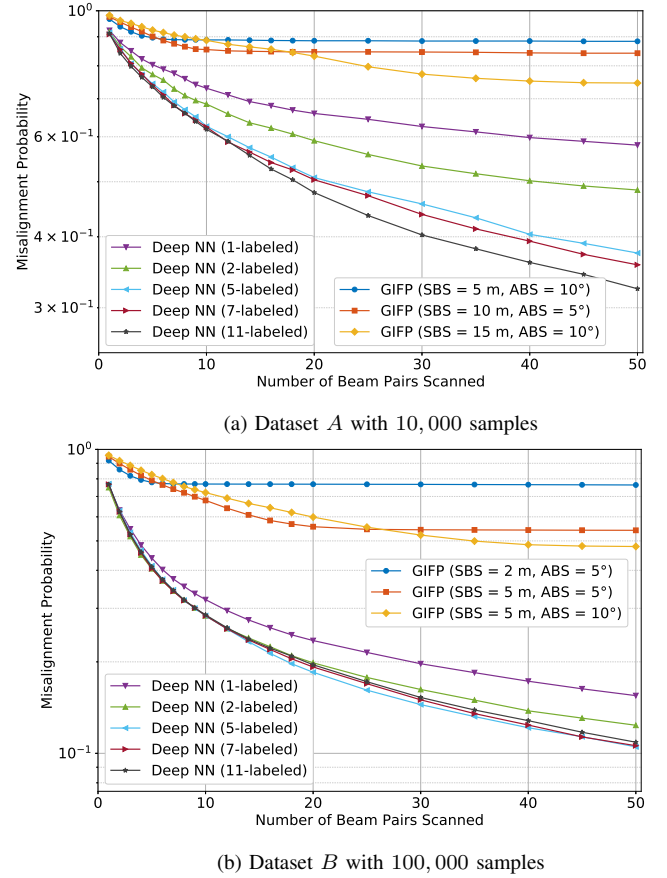 Misalignment Probability
6 × 10⁻¹
4 × 10⁻¹
3 × 10⁻¹
Deep NN (1-labeled)
Deep NN (2-labeled)
Deep NN (5-labeled)
Deep NN (7-labeled)
Deep NN (11-labeled)
GIFP (SBS = 5 m, ABS = 10°)
GIFP (SBS = 10 m, ABS = 5°)
GIFP (SBS = 15 m, ABS = 10°)
0 10 20 30 40 50
Number of Beam Pairs Scanned
(a) Dataset A with 10,000 samples
Misalignment Probability
10⁰
10⁻¹
GIFP (SBS = 2 m, ABS = 5°)
GIFP (SBS = 5 m, ABS = 5°)
GIFP (SBS = 5 m, ABS = 10°)
Deep NN (1-labeled)
Deep NN (2-labeled)
Deep NN (5-labeled)
Deep NN (7-labeled)
Deep NN (11-labeled)
0 10 20 30 40 50
Number of Beam Pairs Scanned
(b) Dataset B with 100,000 samples